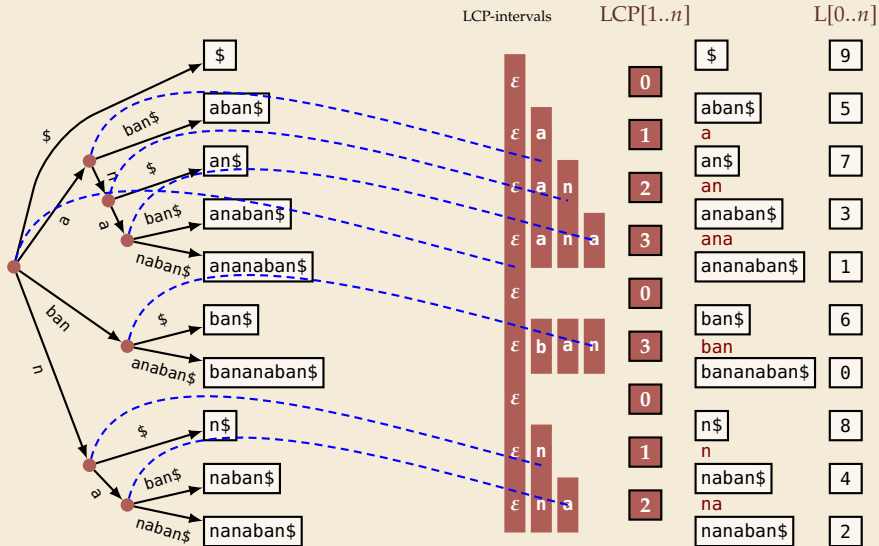 LCP-intervals LCP[1..n] L[0..n]
$ $ 9
ε 0
$ ban$ aban$ aban$ 5
ε a 1 a
n $ an$ an$ 7
ε a n 2 an
a a ban$ anaban$ anaban$ 3
ε a n a 3 ana
naban$ ananaban$ ananaban$ 1
ε 0
ban $ ban$ ban$ 6
ε b a n 3 ban
n anaban$ bananaban$ bananaban$ 0
ε 0
$ n$ n$ 8
ε n 1 n
a ban$ naban$ naban$ 4
ε n a 2 na
naban$ nanaban$ nanaban$ 2